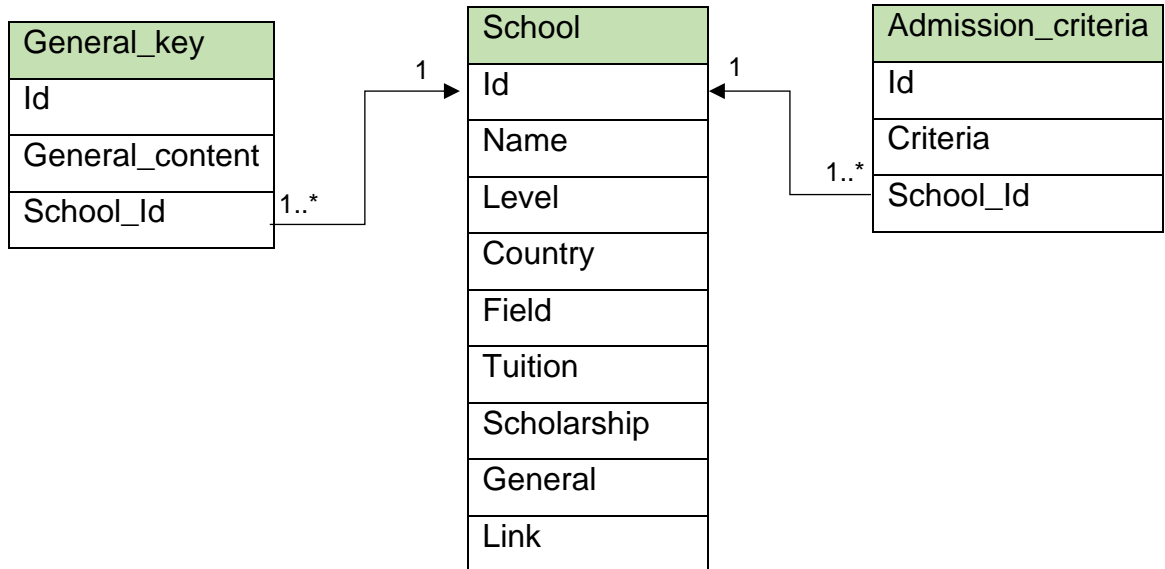 General_key
Id
General_content
School_Id
1..*
1
School
Id
Name
Level
Country
Field
Tuition
Scholarship
General
Link
1
1..*
Admission_criteria
Id
Criteria
School_Id